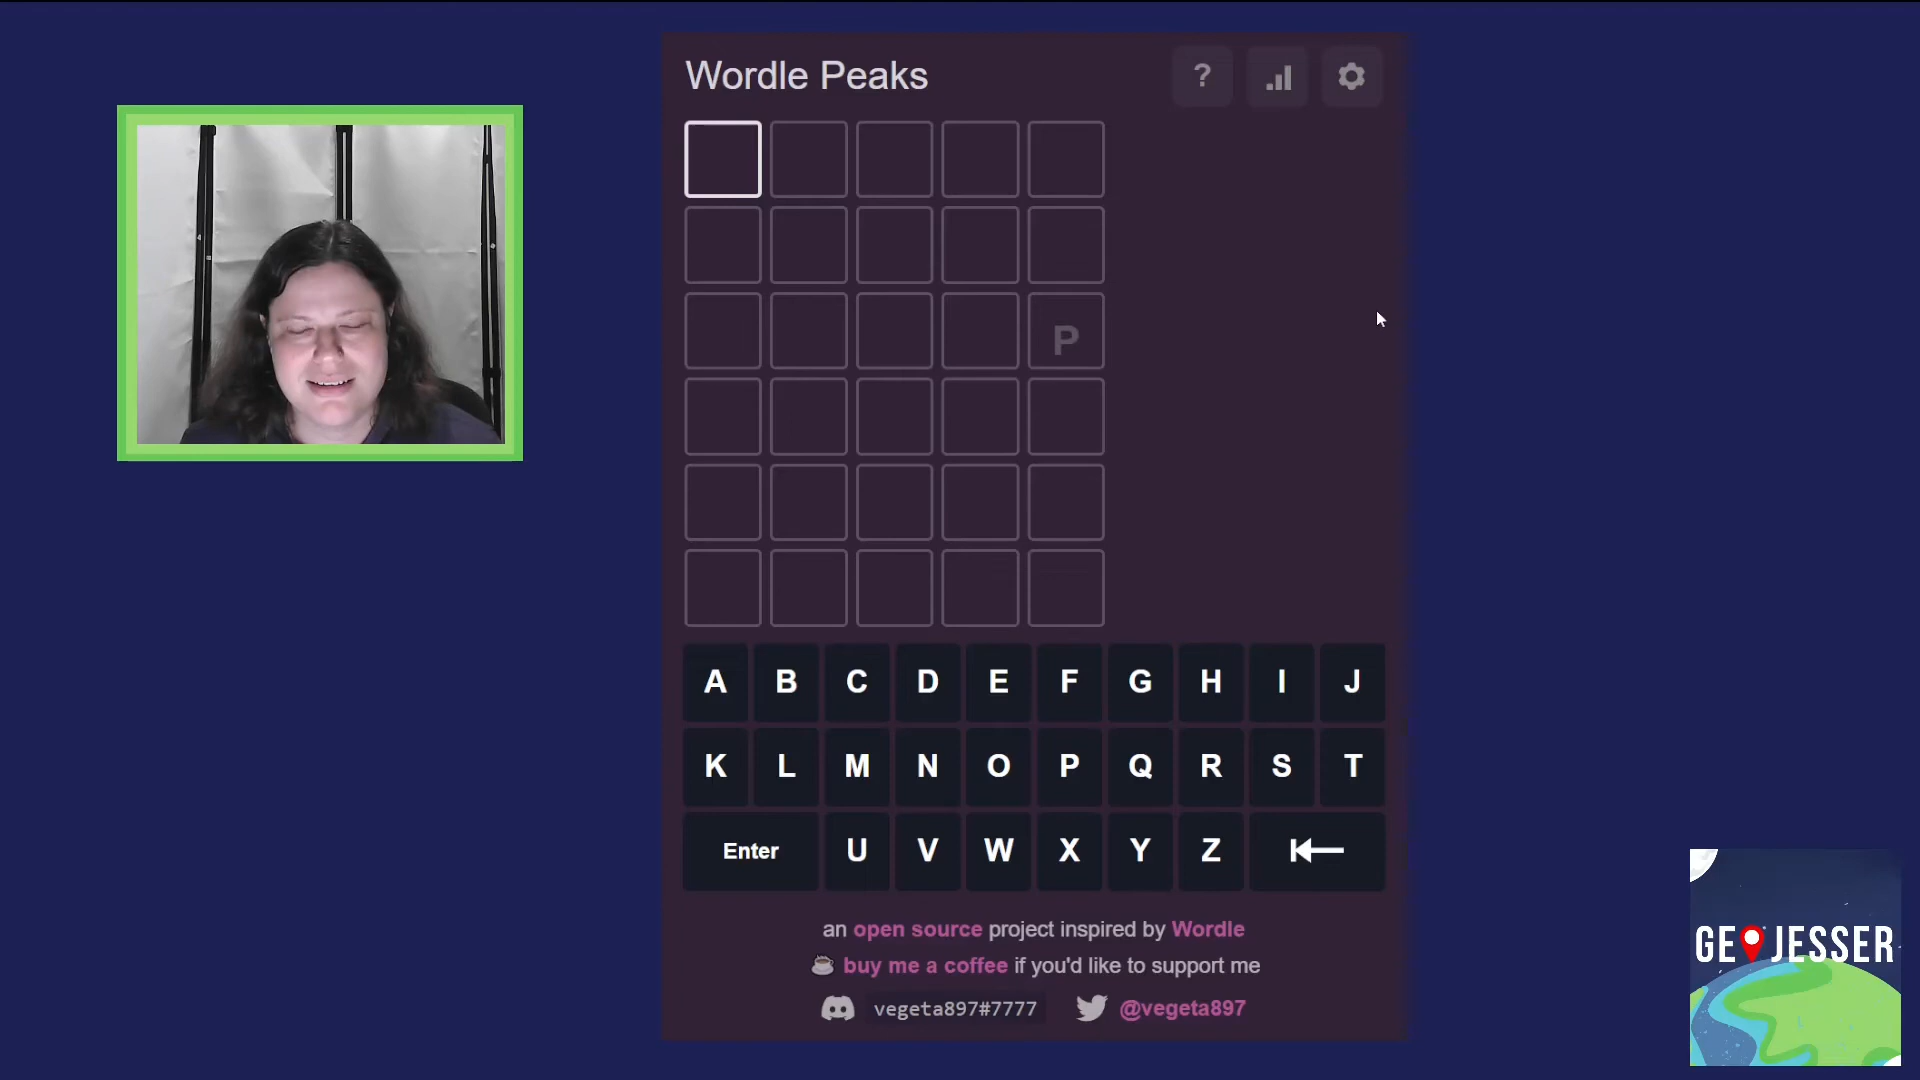 Wordle Peaks
?
P
A B C D E F G H I J
K L M N O P Q R S T
Enter U V W X Y Z
an open source project inspired by Wordle
buy me a coffee if you'd like to support me
vegeta897#7777 @vegeta897
GEOJESSER